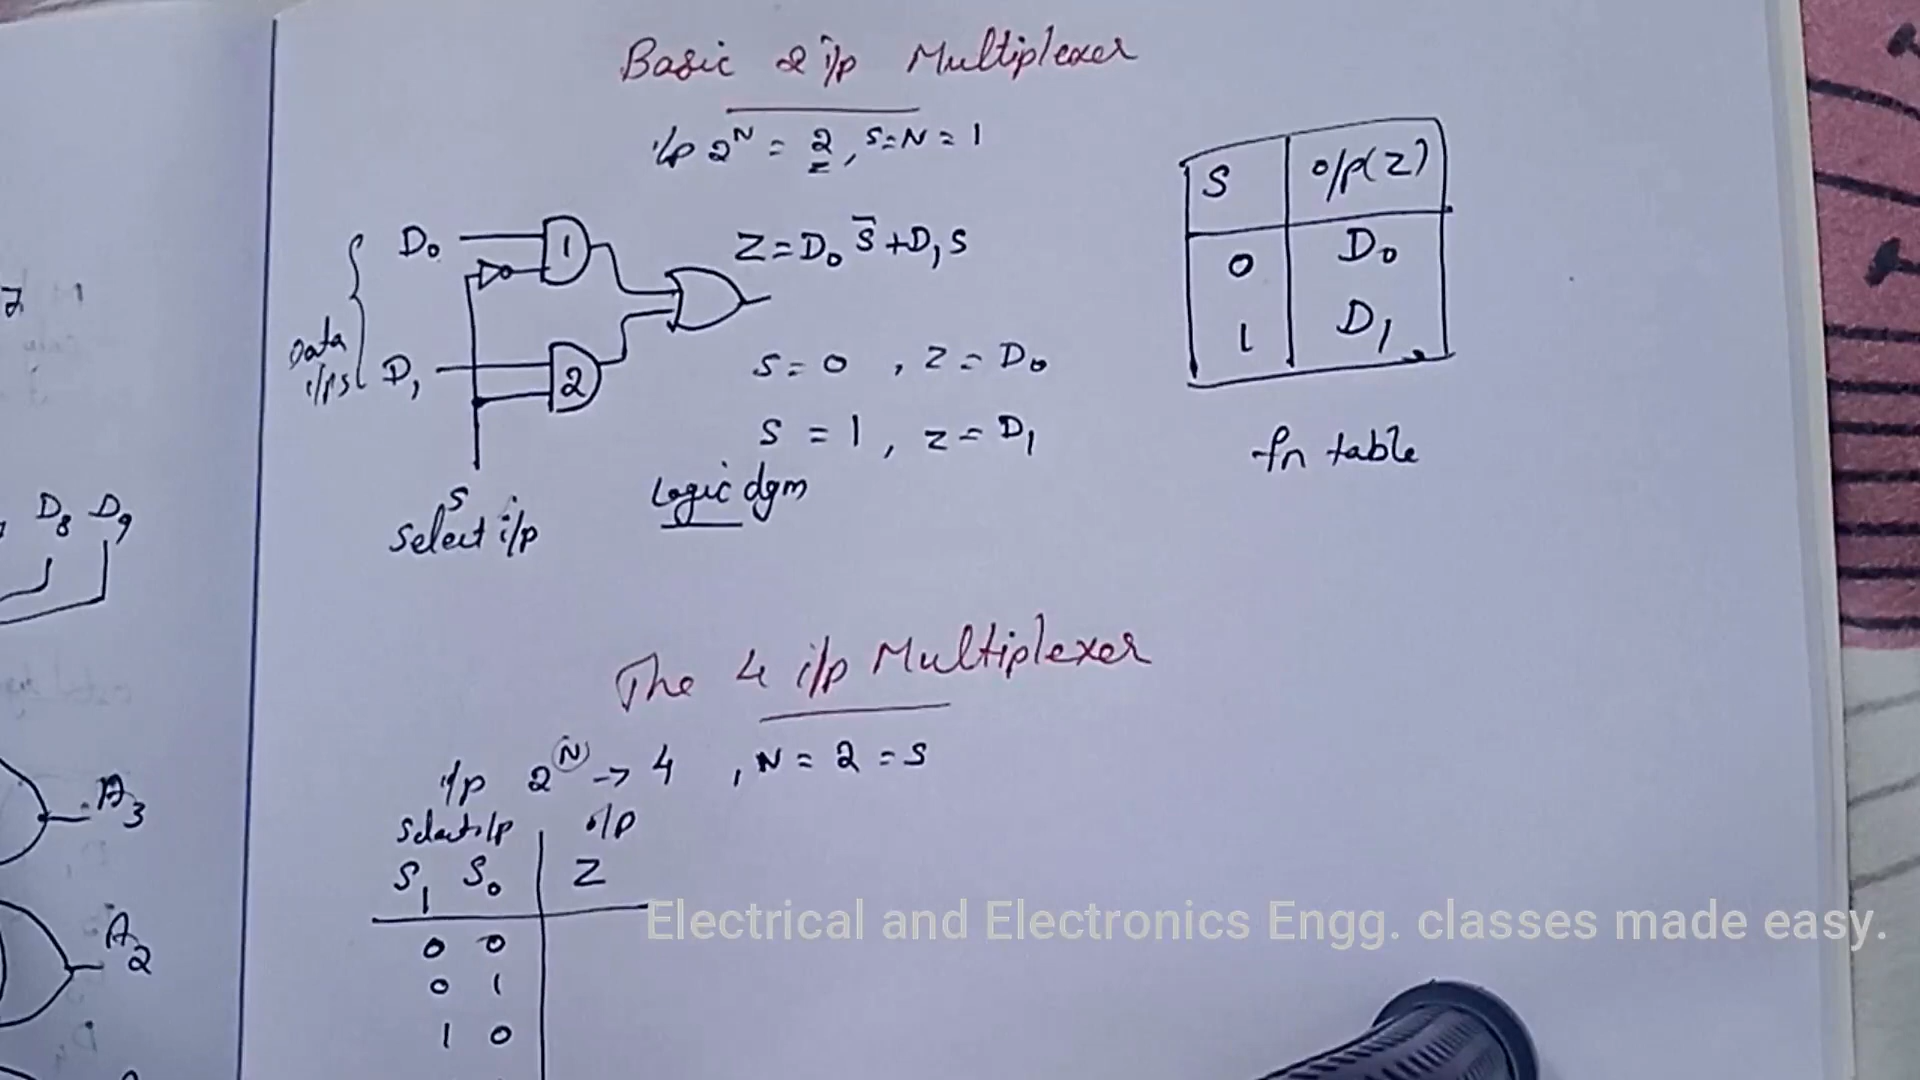 Basic 2 i/p Multiplexer
i/p 2^N = 2, S=N = 1
S o/p(Z)
0 D₀
1 D₁
fn table
D₀ 1 Z = D₀ S̅ + D₁ S
Data i/ps D₁ 2
S = 0 , Z = D₀
S = 1 , Z = D₁
S
Select i/p
Logic dgm
The 4 i/p Multiplexer
i/p 2^N → 4 , N = 2 = S
Select i/p o/p
S₁ S₀ Z
0 0
0 1
1 0
D₈ D₉
A₃
A₂
Electrical and Electronics Engg. classes made easy.